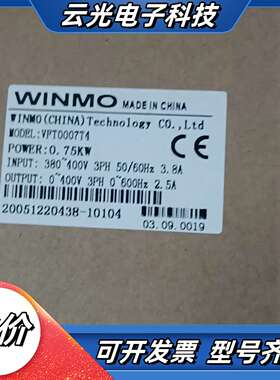 云光电子科技
WINMO MADE IN CHINA
WINMO(CHINA)Technology CO.,Ltd
MODEL:VFT0007T4
POWER:0.75KW
INPUT: 380~400V 3PH 50/60Hz 3.8A
OUTPUT: 0~400V 3PH 0~600Hz 2.5A
20051220438-10104
03.09.0019
价
可开发票 型号齐